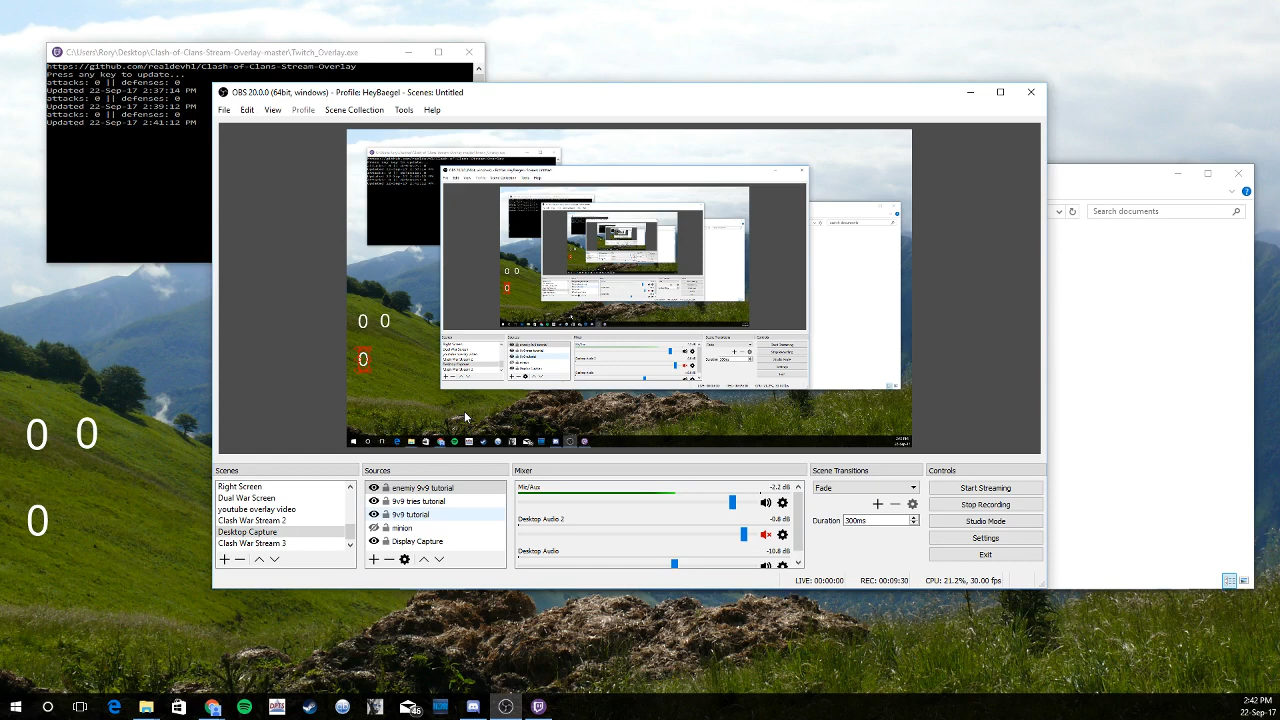 C:\Users\Rory\Desktop\Clash-of-Clans-Stream-Overlay-master\Twitch_Overlay.exe
https://github.com/realdevhl/Clash-of-Clans-Stream-Overlay
Press any key to update...
attacks: 0 || defenses: 0
Updated 22-Sep-17 2:37:14 PM
attacks: 0 || defenses: 0
Updated 22-Sep-17 2:39:12 PM
attacks: 0 || defenses: 0
Updated 22-Sep-17 2:41:12 PM
OBS 20.0.0 (64bit, windows) - Profile: HeyBaegel - Scenes: Untitled
File Edit View Profile Scene Collection Tools Help
Search documents
0 0
0
0 0
0
0 0
0
Scenes
Right Screen
Dual War Screen
youtube overlay video
Clash War Stream 2
Desktop Capture
Clash War Stream 3
Sources
enemiy 9v9 tutorial
9v9 tries tutorial
9v9 tutorial
minion
Display Capture
Mixer
Mic/Aux -2.2 dB
Desktop Audio 2 -0.8 dB
Desktop Audio -10.8 dB
Scene Transitions
Fade
Duration 300ms
Controls
Start Streaming
Stop Recording
Studio Mode
Settings
Exit
LIVE: 00:00:00 REC: 00:09:30 CPU: 21.2%, 30.00 fps
46
2:42 PM
22-Sep-17